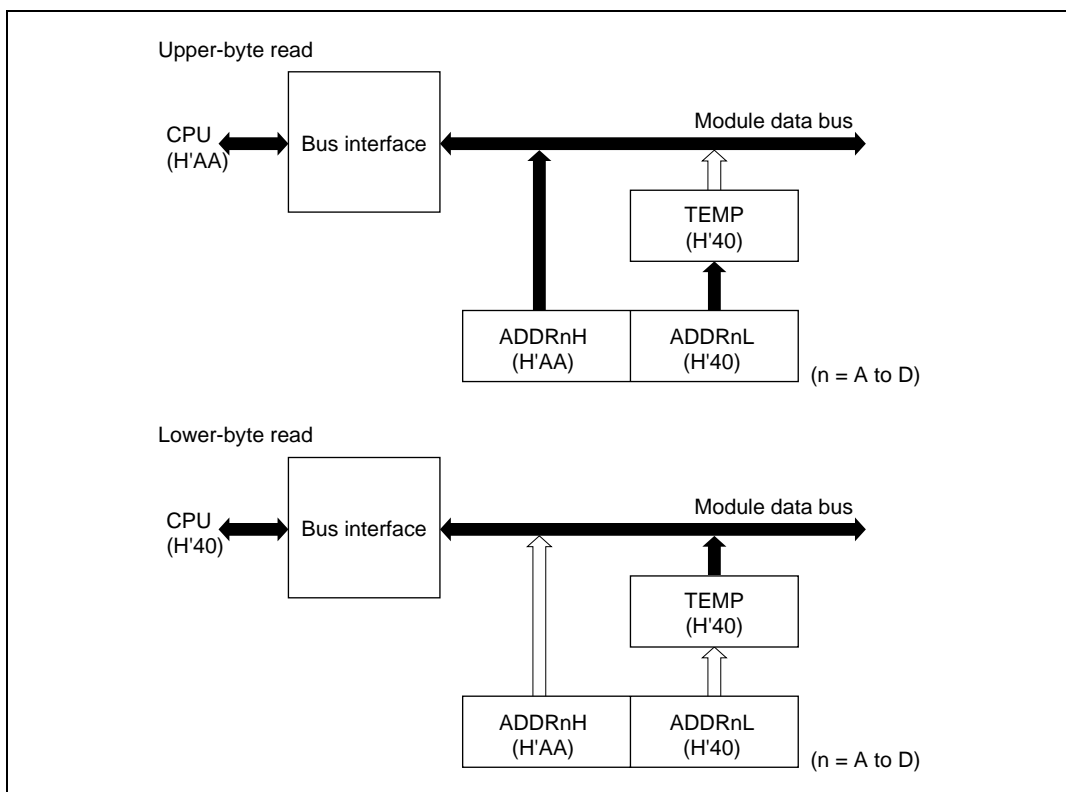 Upper-byte read
CPU
(H'AA)
Bus interface
Module data bus
TEMP
(H'40)
ADDRnH
(H'AA)
ADDRnL
(H'40)
(n = A to D)
Lower-byte read
CPU
(H'40)
Bus interface
Module data bus
TEMP
(H'40)
ADDRnH
(H'AA)
ADDRnL
(H'40)
(n = A to D)